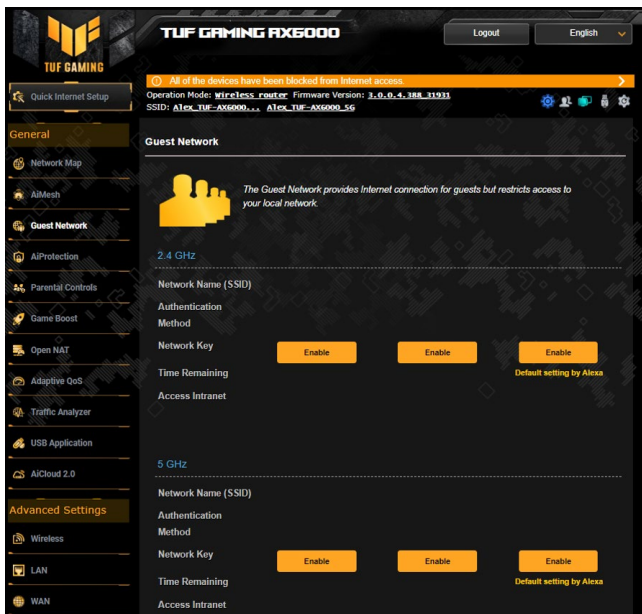 TUF GAMING
TUF GAMING AX6000
Logout
English
All of the devices have been blocked from Internet access.
Quick Internet Setup
Operation Mode: Wireless router Firmware Version: 3.0.0.4.388_31931
SSID: Alex_TUF-AX6000... Alex_TUF-AX6000_5G
General
Network Map
AiMesh
Guest Network
AiProtection
Parental Controls
Game Boost
Open NAT
Adaptive QoS
Traffic Analyzer
USB Application
AiCloud 2.0
Advanced Settings
Wireless
LAN
WAN
Guest Network
The Guest Network provides Internet connection for guests but restricts access to
your local network.
2.4 GHz
Network Name (SSID)
Authentication
Method
Network Key
Enable
Enable
Enable
Time Remaining
Default setting by Alexa
Access Intranet
5 GHz
Network Name (SSID)
Authentication
Method
Network Key
Enable
Enable
Enable
Time Remaining
Default setting by Alexa
Access Intranet